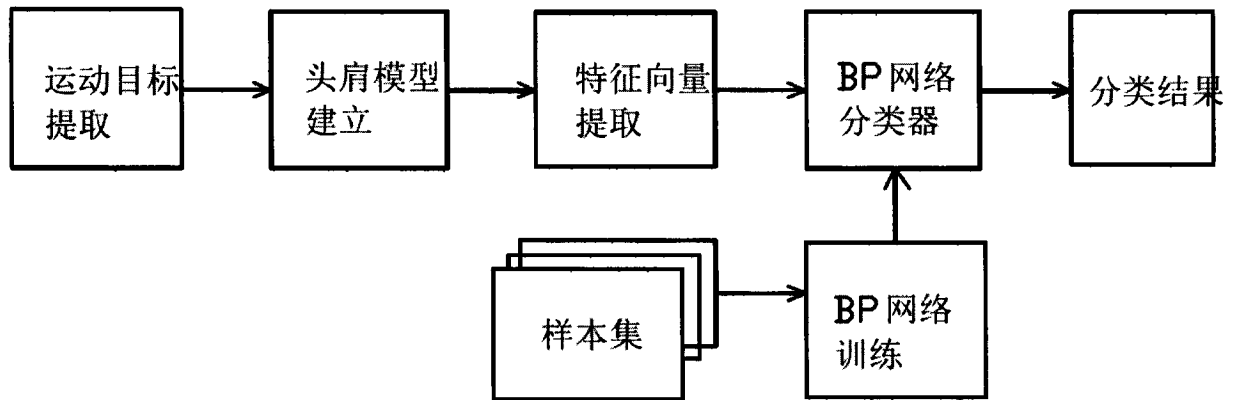 运动目标
提取
头肩模型
建立
特征向量
提取
BP网络
分类器
分类结果
样本集
BP网络
训练